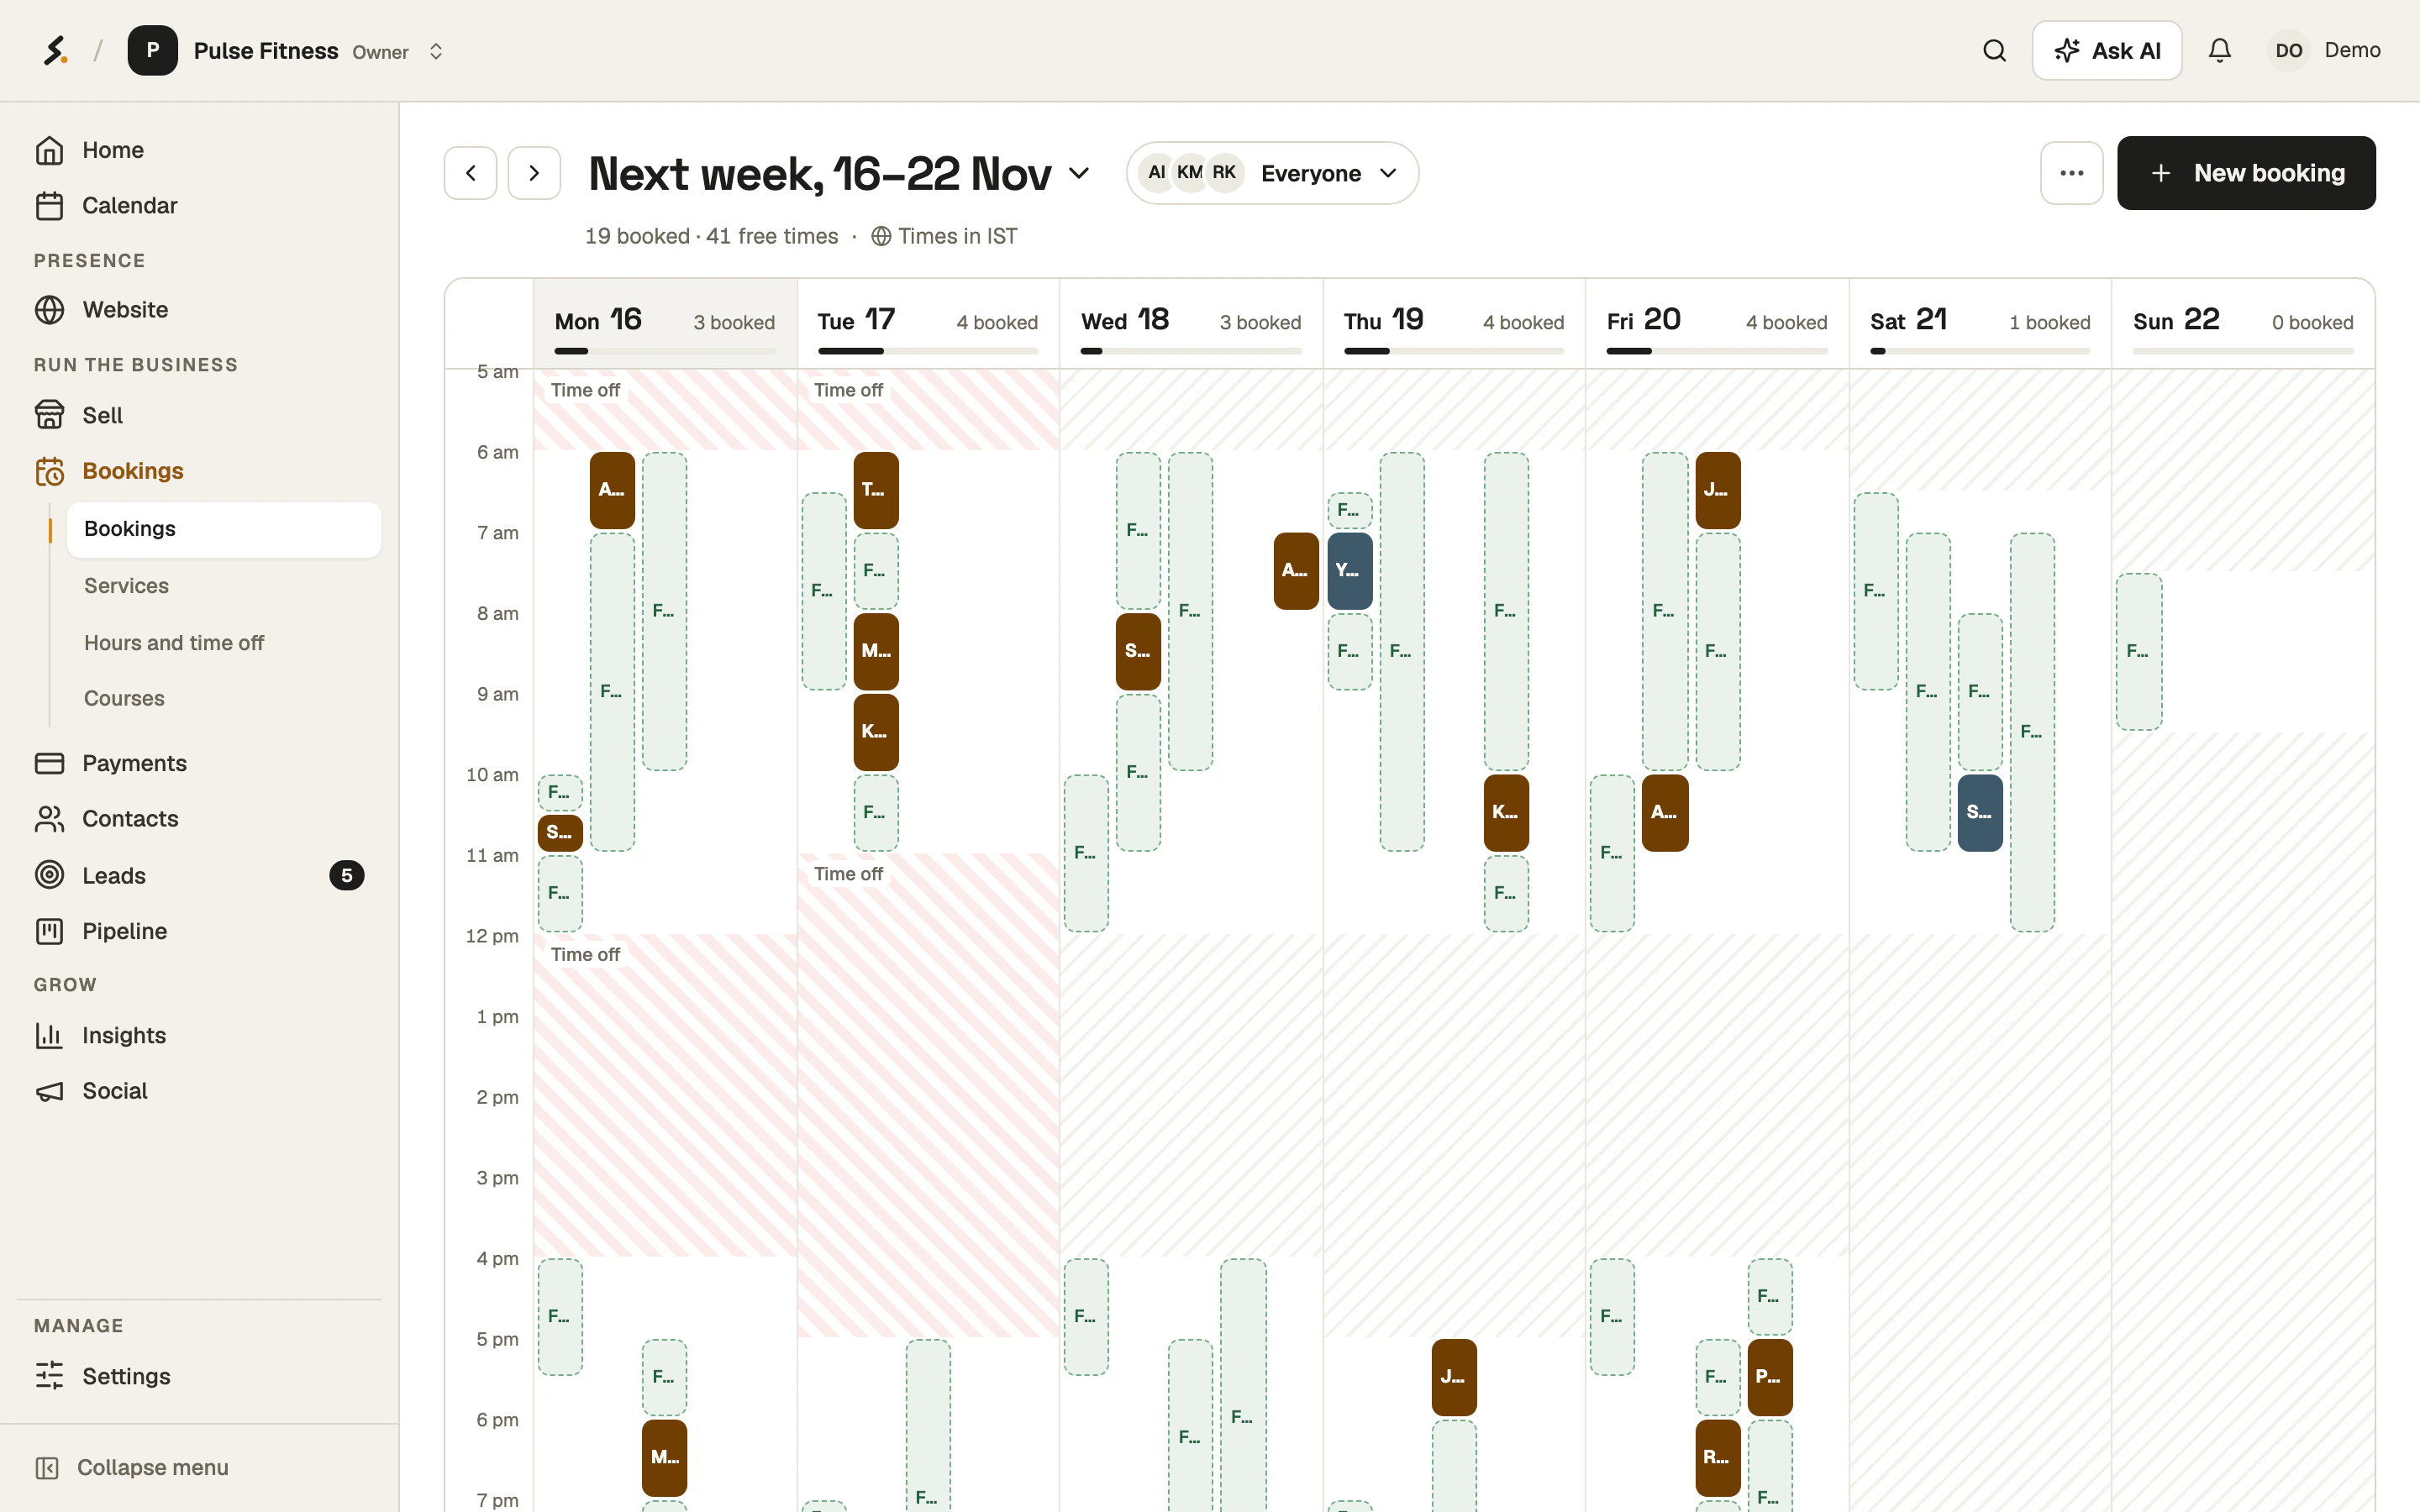 / P Pulse Fitness Owner
Ask AI DO Demo
Home
Calendar
PRESENCE
Website
RUN THE BUSINESS
Sell
Bookings
Bookings
Services
Hours and time off
Courses
Payments
Contacts
Leads 5
Pipeline
GROW
Insights
Social
MANAGE
Settings
Collapse menu
Next week, 16–22 Nov
AI KM RK Everyone
... + New booking
19 booked · 41 free times · Times in IST
Mon 16 3 booked
Tue 17 4 booked
Wed 18 3 booked
Thu 19 4 booked
Fri 20 4 booked
Sat 21 1 booked
Sun 22 0 booked
5 am
Time off Time off
6 am
A... T... J...
F... F...
7 am
F... A... Y... F...
F... F... F... F... F... F... F...
8 am
M... S... F... F... F... F...
9 am
F... F... F...
K... F...
10 am
F... F...
S... F... K... A... S...
11 am
F... F...
Time off
F... F...
12 pm
Time off
1 pm
2 pm
3 pm
4 pm
F... F... F... F...
5 pm
F... J... F... P...
6 pm
F... F...
M... R...
7 pm
F... F...